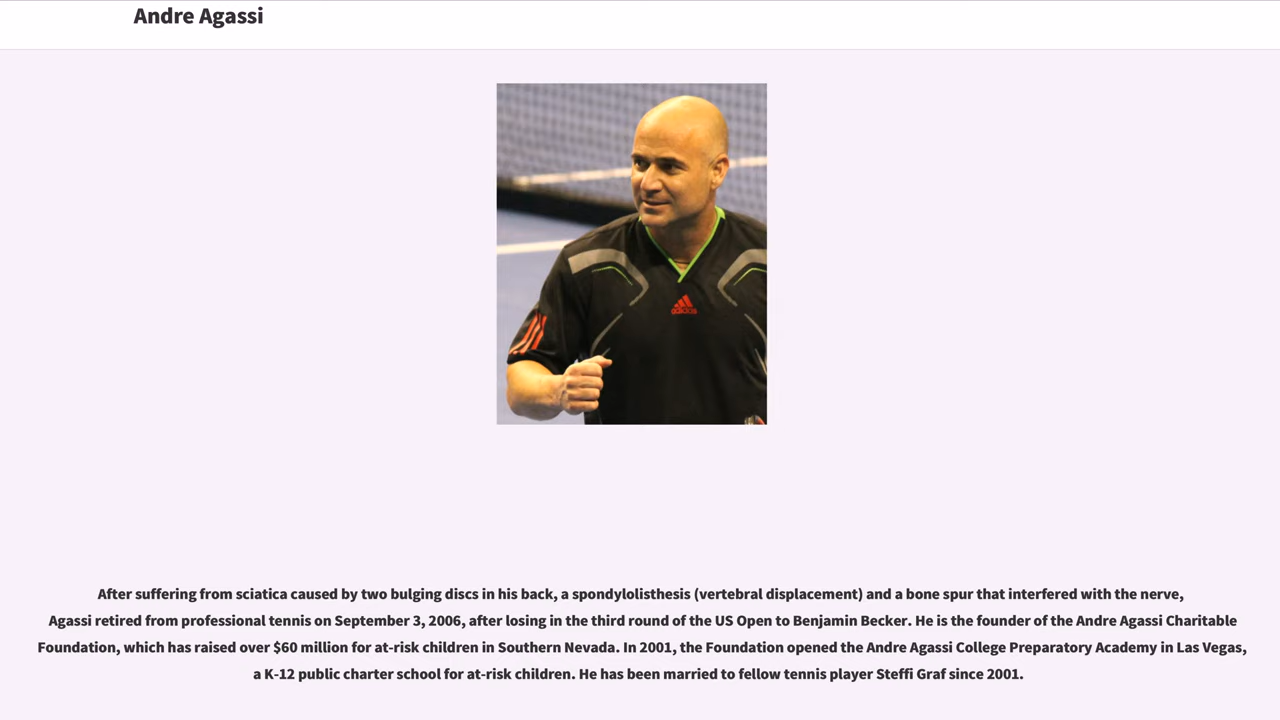 Andre Agassi
adidas
After suffering from sciatica caused by two bulging discs in his back, a spondylolisthesis (vertebral displacement) and a bone spur that interfered with the nerve,
Agassi retired from professional tennis on September 3, 2006, after losing in the third round of the US Open to Benjamin Becker. He is the founder of the Andre Agassi Charitable
Foundation, which has raised over $60 million for at-risk children in Southern Nevada. In 2001, the Foundation opened the Andre Agassi College Preparatory Academy in Las Vegas,
a K-12 public charter school for at-risk children. He has been married to fellow tennis player Steffi Graf since 2001.